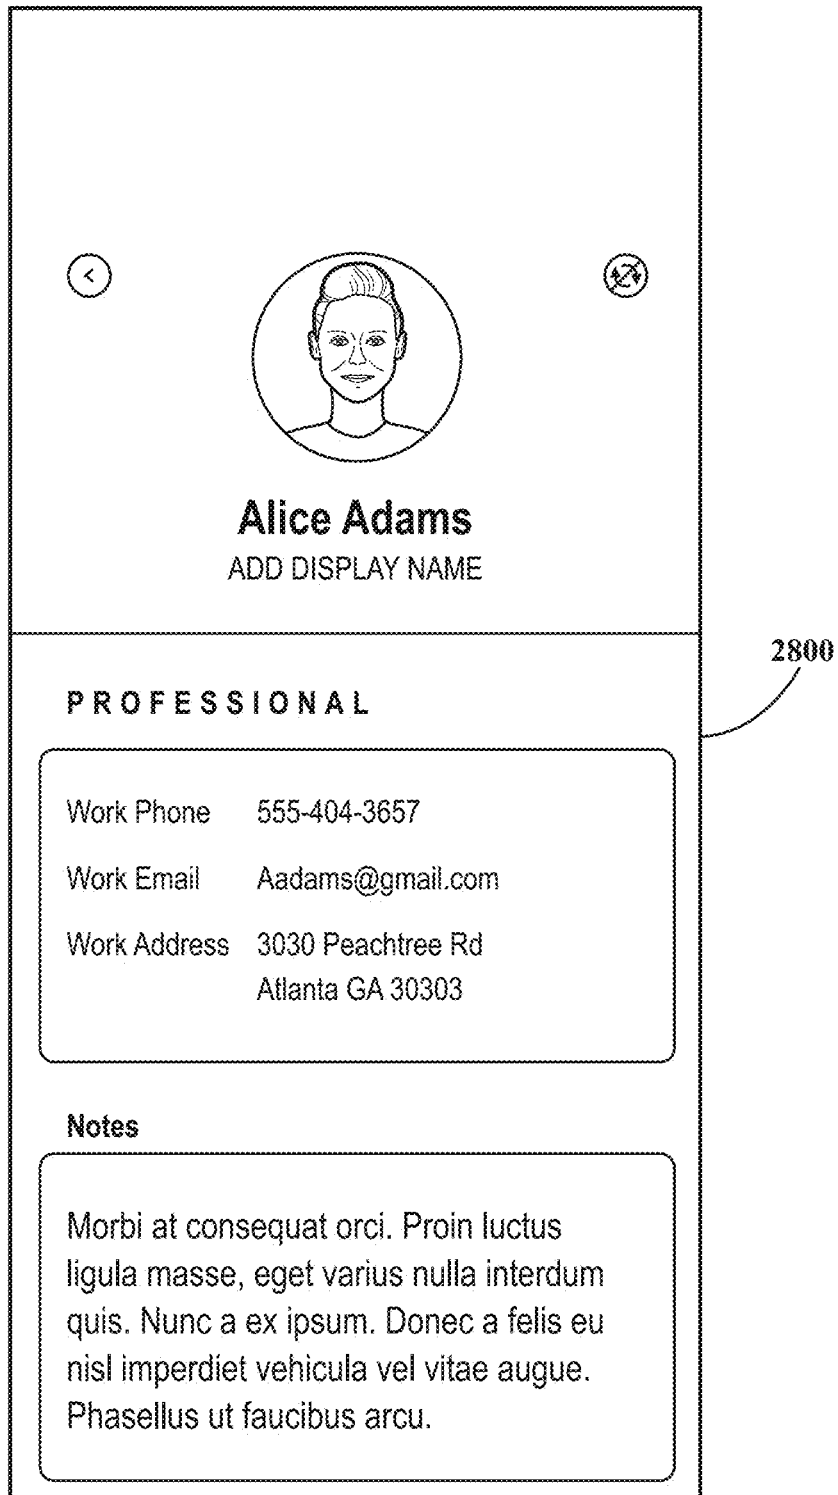 Alice Adams
ADD DISPLAY NAME
2800
PROFESSIONAL
Work Phone 555-404-3657
Work Email Aadams@gmail.com
Work Address 3030 Peachtree Rd
Atlanta GA 30303
Notes
Morbi at consequat orci. Proin luctus
ligula masse, eget varius nulla interdum
quis. Nunc a ex ipsum. Donec a felis eu
nisl imperdiet vehicula vel vitae augue.
Phasellus ut faucibus arcu.